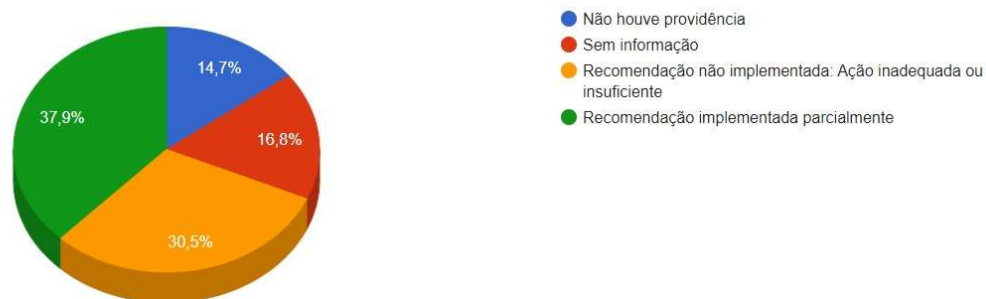 14,7%
16,8%
30,5%
37,9%
Não houve providência
Sem informação
Recomendação não implementada: Ação inadequada ou
insuficiente
Recomendação implementada parcialmente